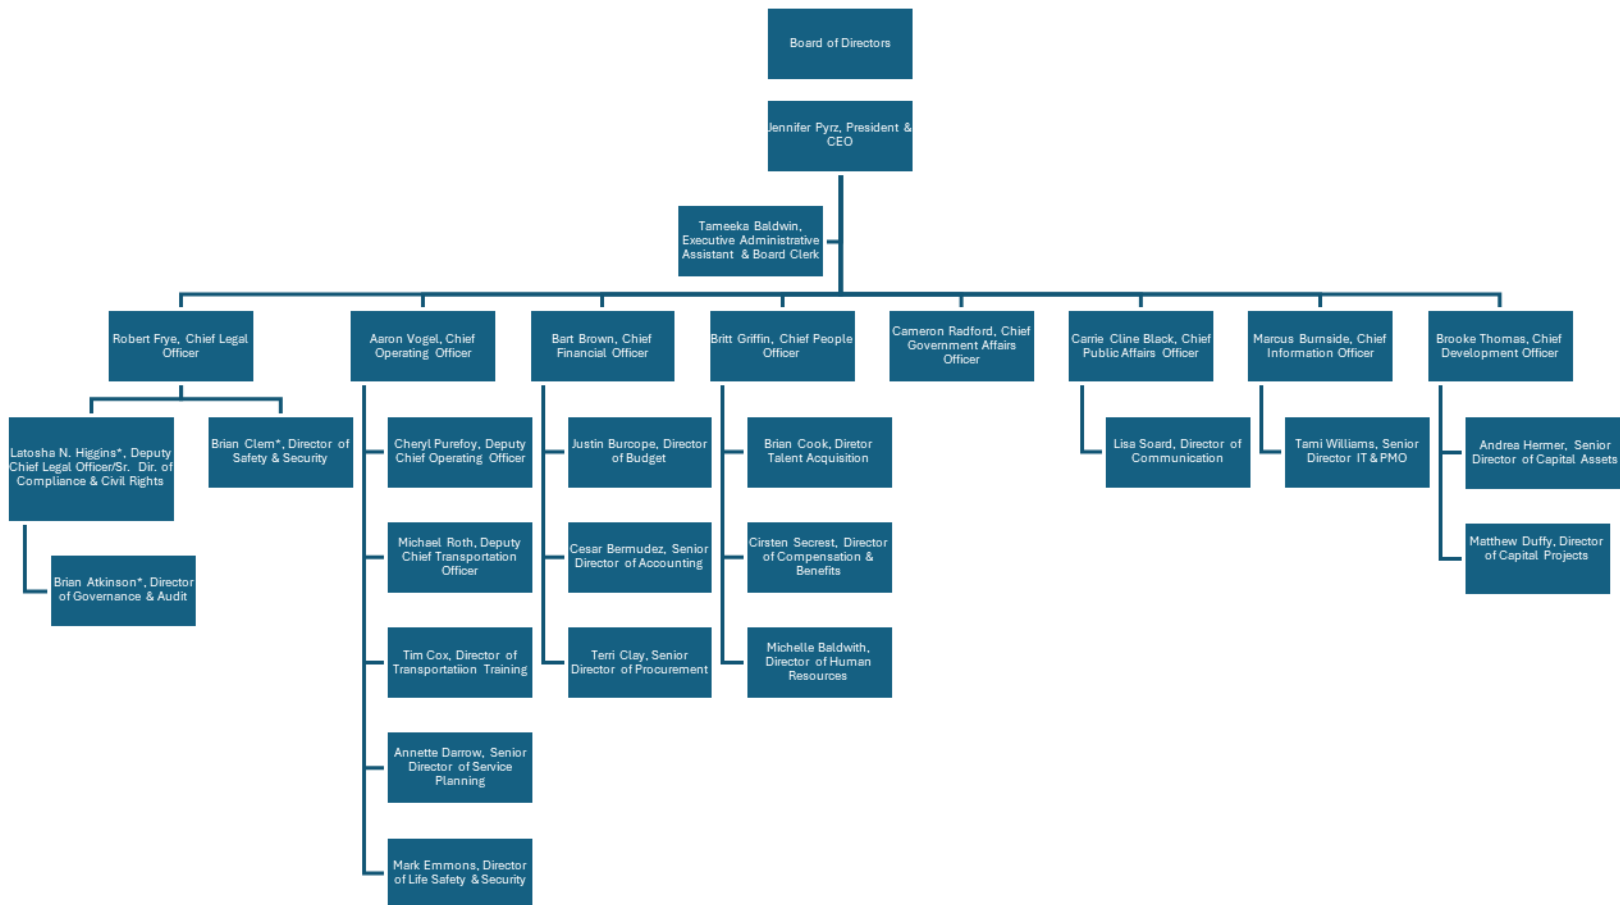 Board of Directors
Jennifer Pyrz, President &
CEO
Tameeka Baldwin,
Executive Administrative
Assistant & Board Clerk
Robert Frye, Chief Legal
Officer
Aaron Vogel, Chief
Operating Officer
Bart Brown, Chief
Financial Officer
Britt Griffin, Chief People
Officer
Cameron Radford, Chief
Government Affairs
Officer
Carrie Cline Black, Chief
Public Affairs Officer
Marcus Burnside, Chief
Information Officer
Brooke Thomas, Chief
Development Officer
Latosha N. Higgins*, Deputy
Chief Legal Officer/Sr. Dir. of
Compliance & Civil Rights
Brian Clem*, Director of
Safety & Security
Brian Atkinson*, Director
of Governance & Audit
Cheryl Purefoy, Deputy
Chief Operating Officer
Michael Roth, Deputy
Chief Transportation
Officer
Tim Cox, Director of
Transportatiion Training
Annette Darrow, Senior
Director of Service
Planning
Mark Emmons, Director
of Life Safety & Security
Justin Burcope, Director
of Budget
Cesar Bermudez, Senior
Director of Accounting
Terri Clay, Senior
Director of Procurement
Brian Cook, Diretor
Talent Acquisition
Cirsten Secrest, Director
of Compensation &
Benefits
Michelle Baldwith,
Director of Human
Resources
Lisa Soard, Director of
Communication
Tami Williams, Senior
Director IT & PMO
Andrea Hermer, Senior
Director of Capital Assets
Matthew Duffy, Director
of Capital Projects